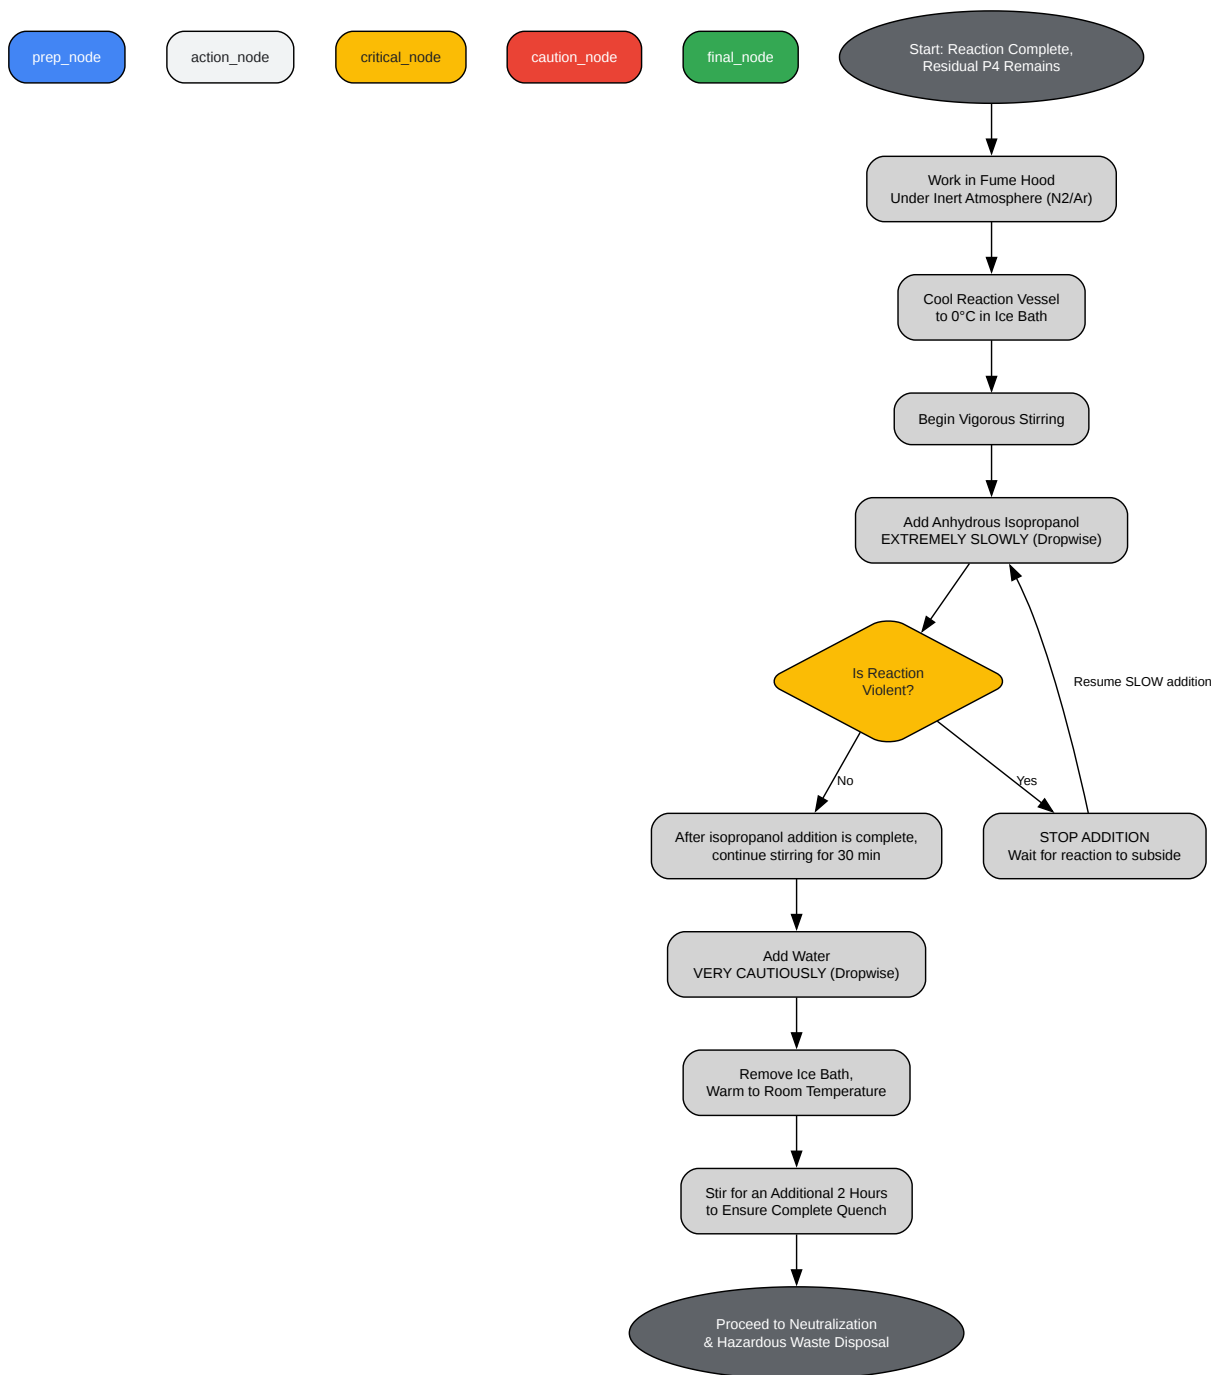 prep_node
action_node
critical_node
caution_node
final_node
Start: Reaction Complete,
Residual P4 Remains
Work in Fume Hood
Under Inert Atmosphere (N2/Ar)
Cool Reaction Vessel
to 0°C in Ice Bath
Begin Vigorous Stirring
Add Anhydrous Isopropanol
EXTREMELY SLOWLY (Dropwise)
Is Reaction
Violent?
Resume SLOW addition
No
Yes
After isopropanol addition is complete,
continue stirring for 30 min
STOP ADDITION
Wait for reaction to subside
Add Water
VERY CAUTIOUSLY (Dropwise)
Remove Ice Bath,
Warm to Room Temperature
Stir for an Additional 2 Hours
to Ensure Complete Quench
Proceed to Neutralization
& Hazardous Waste Disposal